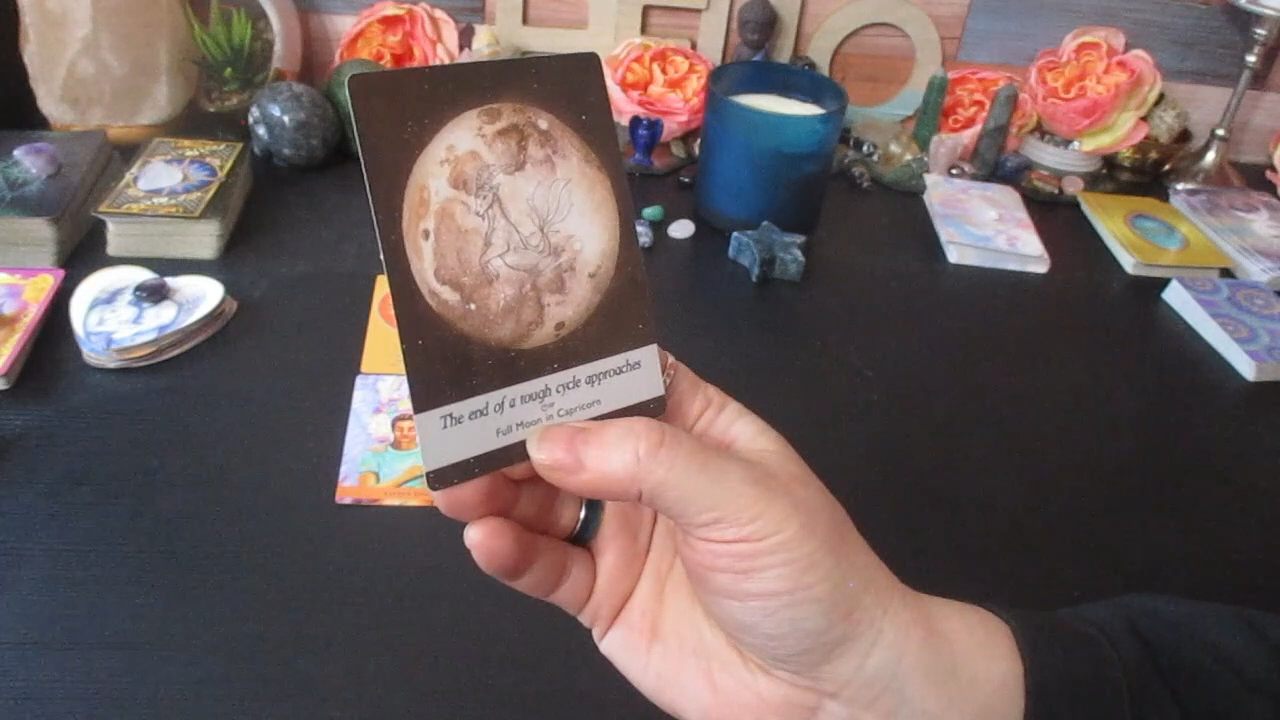 The end of a tough cycle approaches
Full Moon in Capricorn